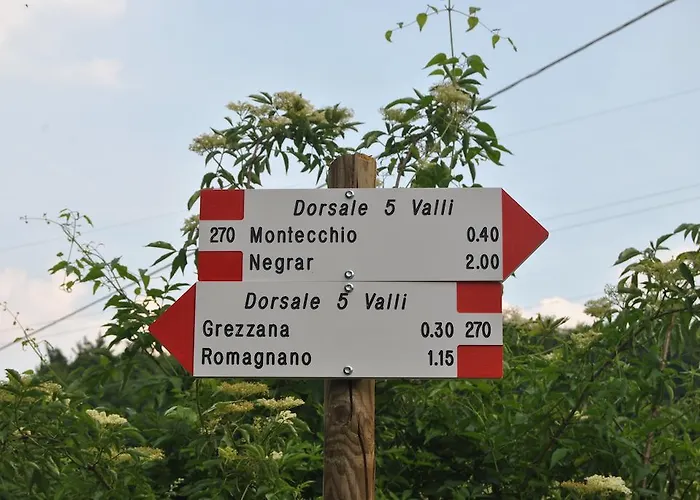 Dorsale 5 Valli
270 Montecchio 0.40
Negrar 2.00
Dorsale 5 Valli
Grezzana 0.30 270
Romagnano 1.15